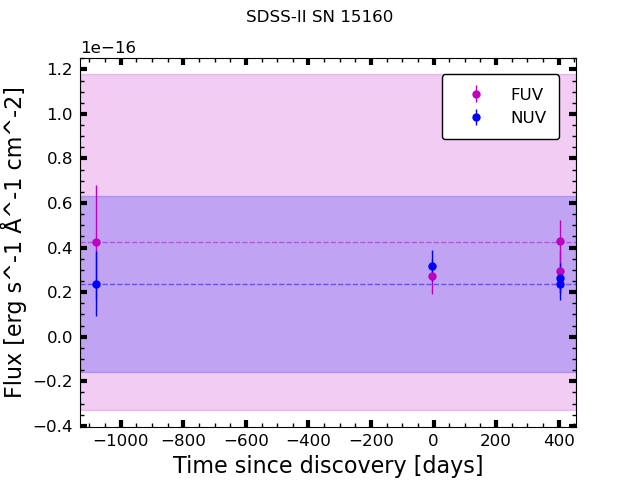 SDSS-II SN 15160
1e−16
1.2
1.0
0.8
0.6
0.4
0.2
0.0
−0.2
−0.4
Flux [erg s^-1 Å^-1 cm^-2]
FUV
NUV
−1000 −800 −600 −400 −200 0 200 400
Time since discovery [days]